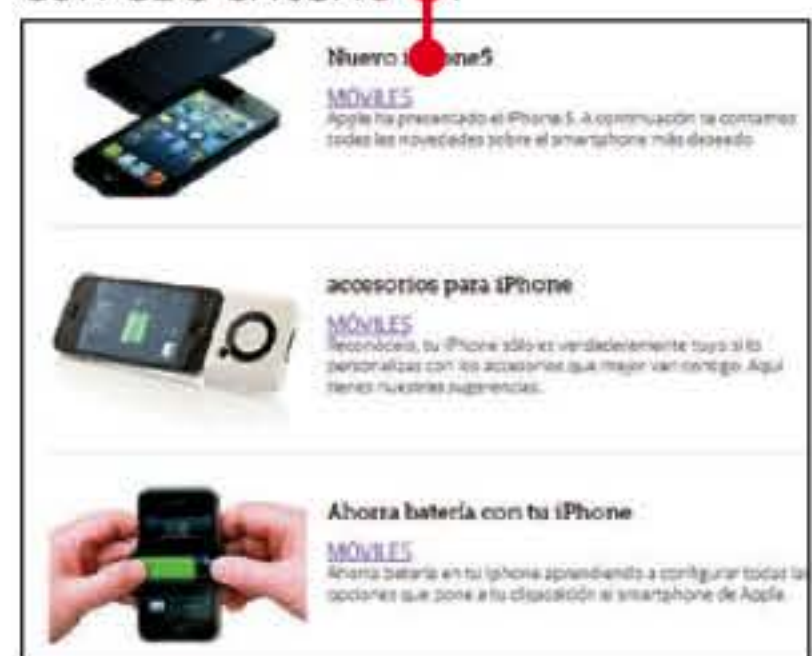 Nuevo
MÓVILES
Apple ha presentado el iPhone 5. A continuación te contamos
todas las novedades sobre el smartphone más deseado
accesorios para iPhone
MÓVILES
Reconócelo, tu iPhone sólo es verdaderamente tuyo si lo
personalizas con los accesorios que mejor van contigo. Aquí
tienes nuestras sugerencias.
Ahorra batería con tu iPhone
MÓVILES
Ahorra batería en tu iphone aprendiendo a configurar todas las
opciones que pone a tu disposición el smartphone de Apple.